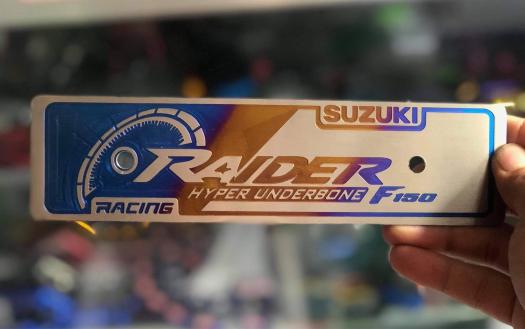 SUZUKI
RAIDER
HYPER UNDERBONE F150
RACING